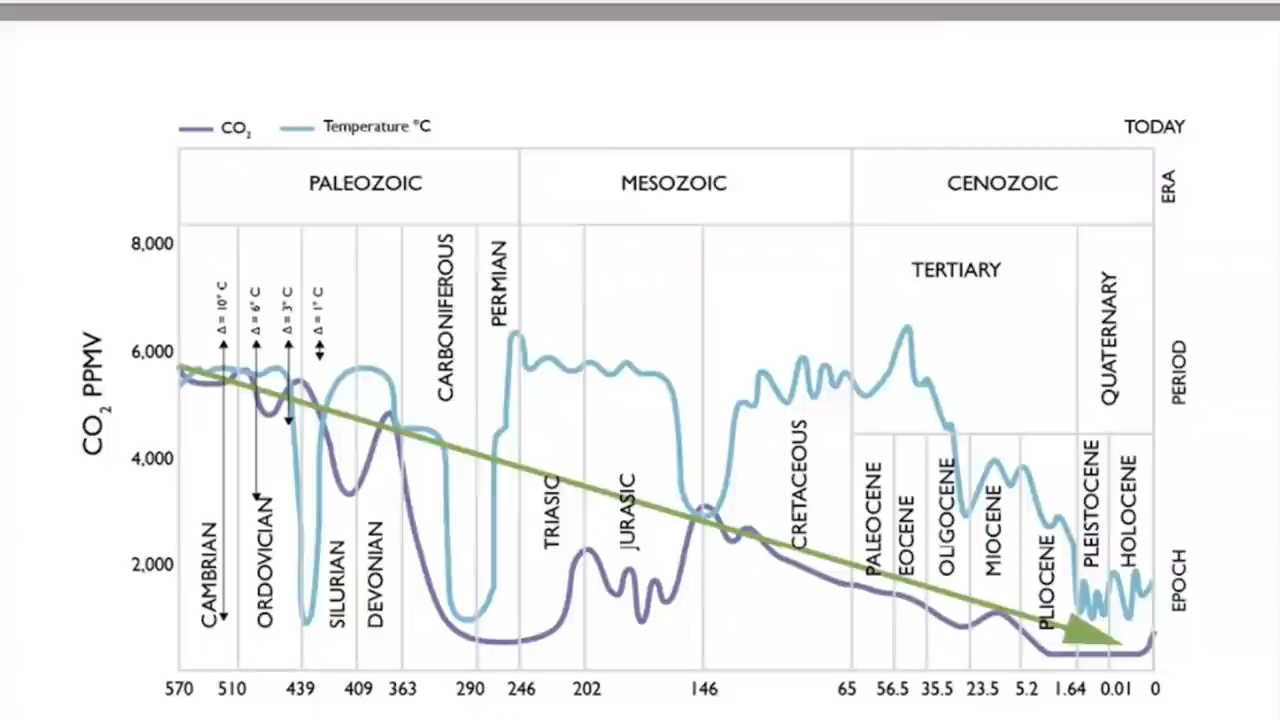 CO₂ Temperature °C
TODAY
PALEOZOIC MESOZOIC CENOZOIC
ERA
8,000
6,000
4,000
2,000
CO₂ PPMV
Δ = 10° C
Δ = 6° C
Δ = 3° C
Δ = 1° C
CAMBRIAN
ORDOVICIAN
SILURIAN
DEVONIAN
CARBONIFEROUS
PERMIAN
TRIASIC
JURASIC
CRETACEOUS
TERTIARY
QUATERNARY
PERIOD
PALEOCENE
EOCENE
OLIGOCENE
MIOCENE
PLIOCENE
PLEISTOCENE
HOLOCENE
EPOCH
570 510 439 409 363 290 246 202 146 65 56.5 35.5 23.5 5.2 1.64 0.01 0